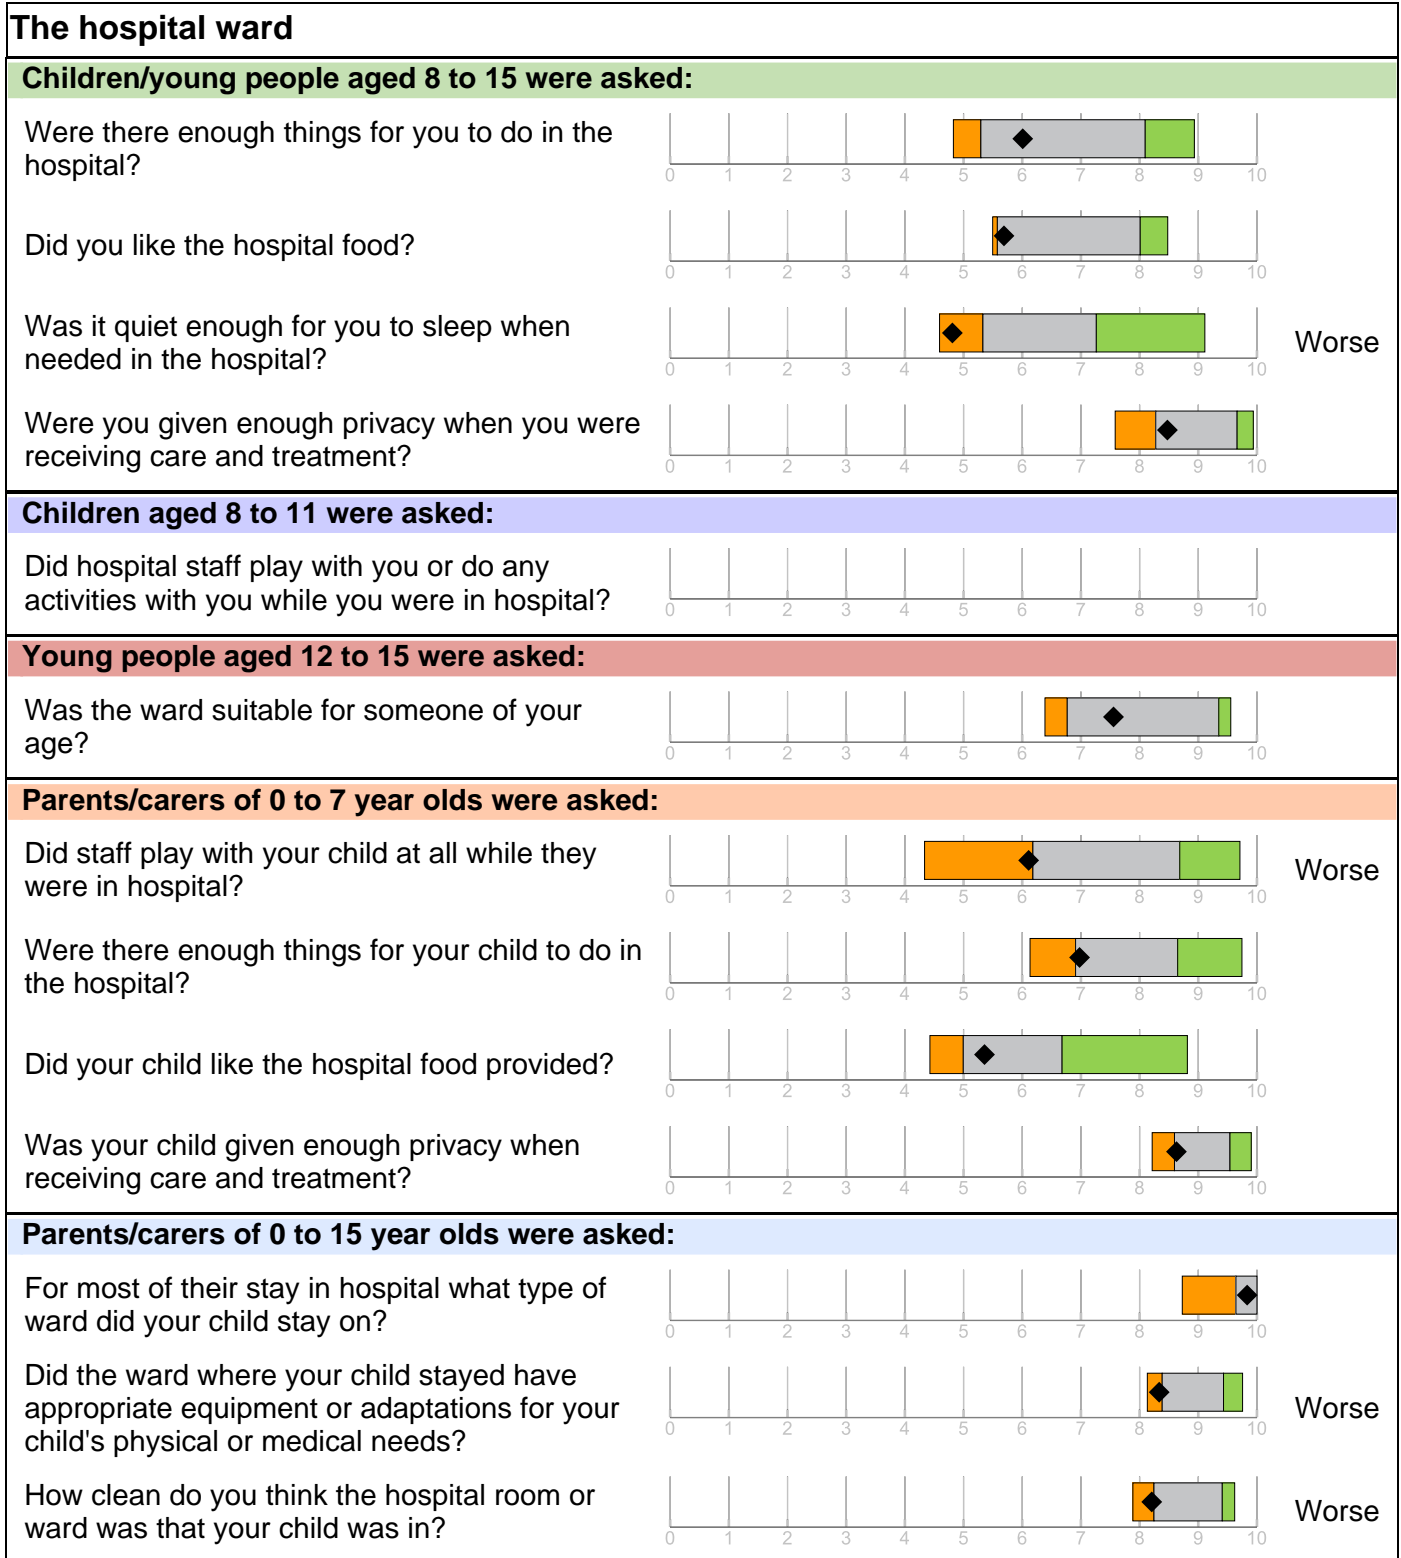 The hospital ward
Children/young people aged 8 to 15 were asked:
Were there enough things for you to do in the
hospital?
0 1 2 3 4 5 6 7 8 9 10
Did you like the hospital food?
0 1 2 3 4 5 6 7 8 9 10
Was it quiet enough for you to sleep when
needed in the hospital?
Worse
0 1 2 3 4 5 6 7 8 9 10
Were you given enough privacy when you were
receiving care and treatment?
0 1 2 3 4 5 6 7 8 9 10
Children aged 8 to 11 were asked:
Did hospital staff play with you or do any
activities with you while you were in hospital?
0 1 2 3 4 5 6 7 8 9 10
Young people aged 12 to 15 were asked:
Was the ward suitable for someone of your
age?
0 1 2 3 4 5 6 7 8 9 10
Parents/carers of 0 to 7 year olds were asked:
Did staff play with your child at all while they
were in hospital?
Worse
0 1 2 3 4 5 6 7 8 9 10
Were there enough things for your child to do in
the hospital?
0 1 2 3 4 5 6 7 8 9 10
Did your child like the hospital food provided?
0 1 2 3 4 5 6 7 8 9 10
Was your child given enough privacy when
receiving care and treatment?
0 1 2 3 4 5 6 7 8 9 10
Parents/carers of 0 to 15 year olds were asked:
For most of their stay in hospital what type of
ward did your child stay on?
0 1 2 3 4 5 6 7 8 9 10
Did the ward where your child stayed have
appropriate equipment or adaptations for your
child's physical or medical needs?
Worse
0 1 2 3 4 5 6 7 8 9 10
How clean do you think the hospital room or
ward was that your child was in?
Worse
0 1 2 3 4 5 6 7 8 9 10